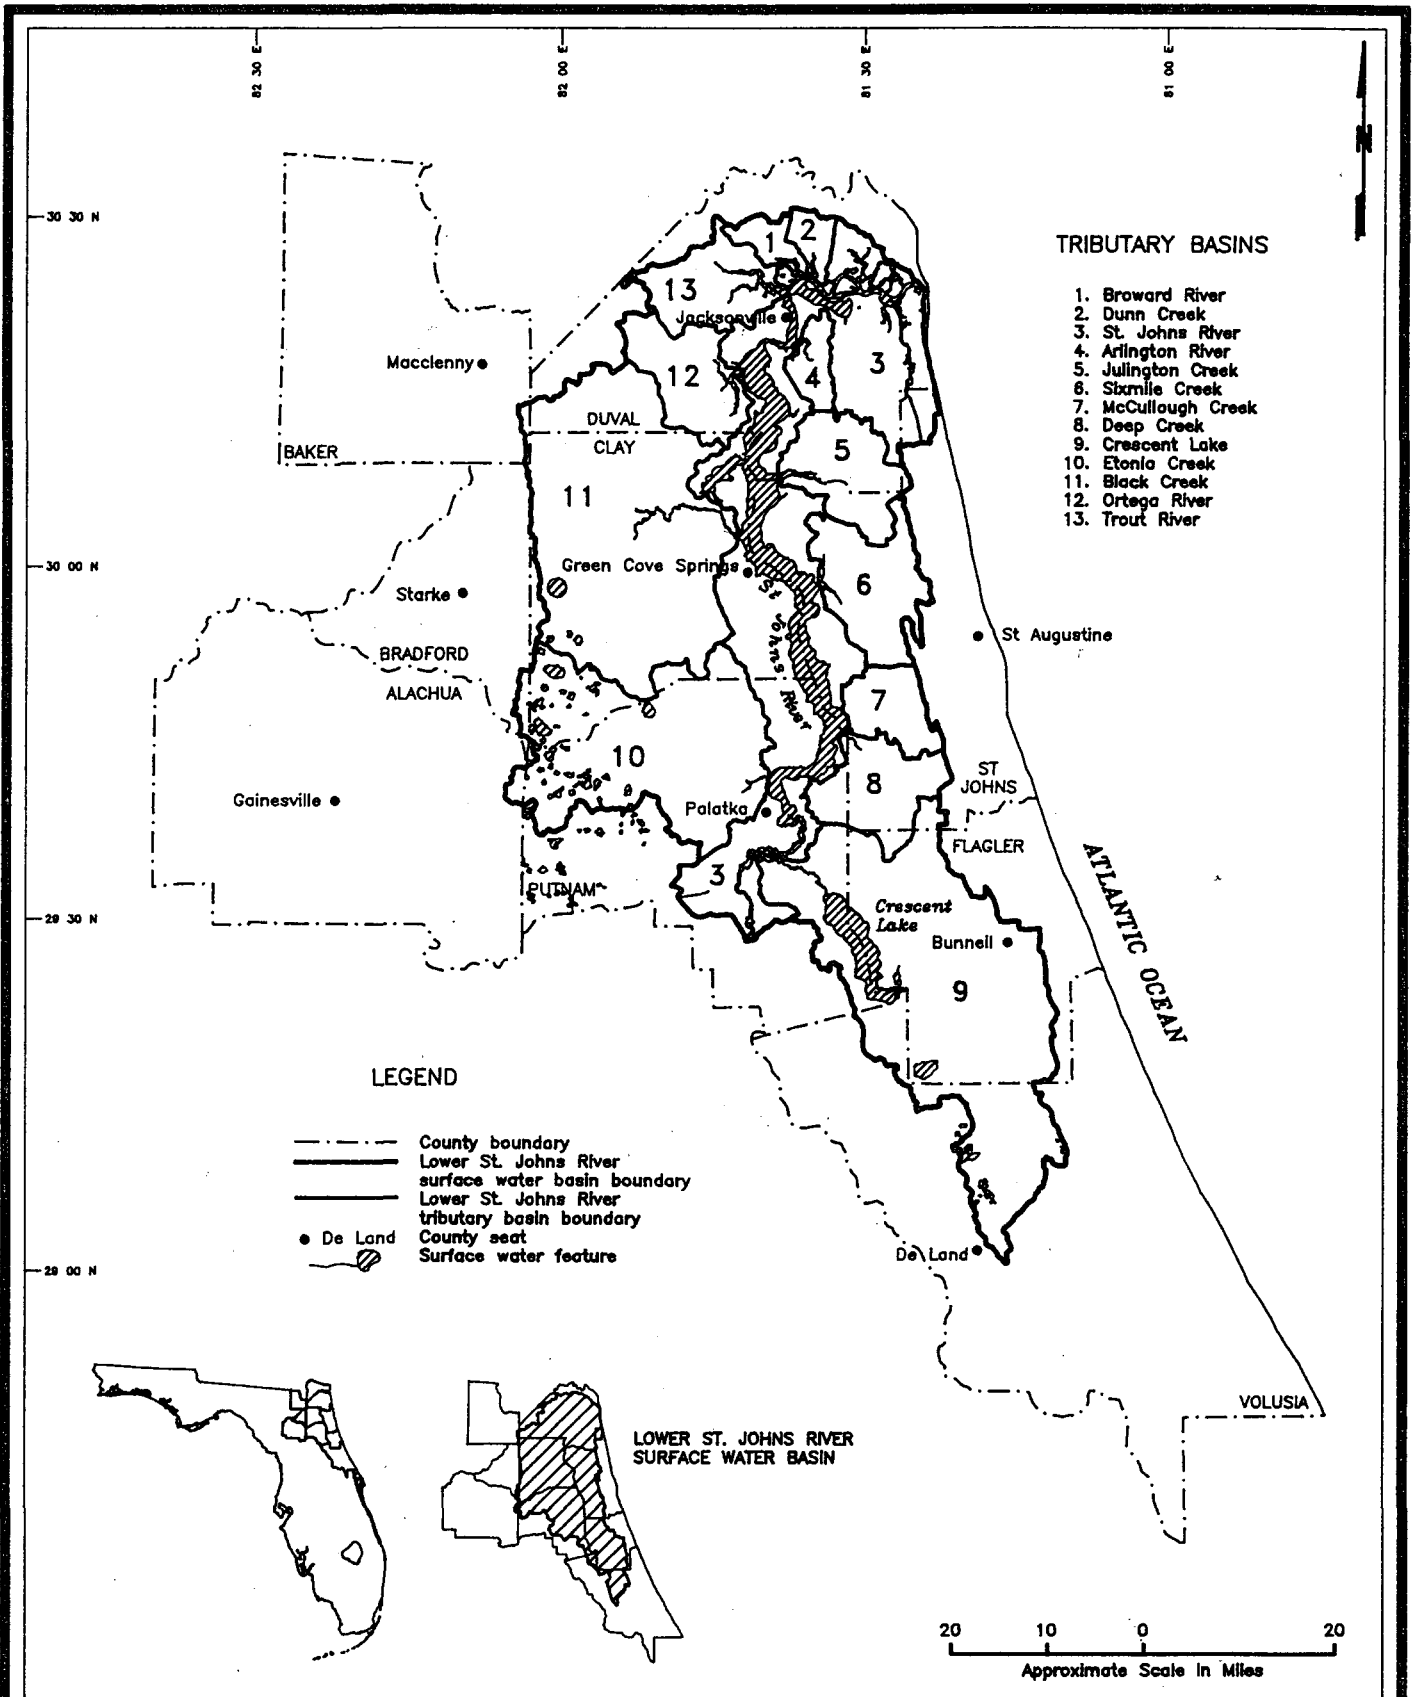 82 30 E
82 00 E
81 30 E
81 00 E
N
30 30 N
30 00 N
29 30 N
29 00 N
TRIBUTARY BASINS
1. Broward River
2. Dunn Creek
3. St. Johns River
4. Arlington River
5. Julington Creek
6. Sixmile Creek
7. McCullough Creek
8. Deep Creek
9. Crescent Lake
10. Etonia Creek
11. Black Creek
12. Ortega River
13. Trout River
1
2
13
Jacksonville
Macclenny
12
4
3
DUVAL
CLAY
BAKER
5
11
Green Cove Springs
6
Starke
St Johns River
St Augustine
BRADFORD
ALACHUA
7
10
8
ST
JOHNS
Gainesville
Palatka
FLAGLER
3
PUTNAM
Crescent
Lake
Bunnell
ATLANTIC OCEAN
9
De Land
VOLUSIA
LEGEND
County boundary
Lower St. Johns River
surface water basin boundary
Lower St. Johns River
tributary basin boundary
De Land County seat
Surface water feature
LOWER ST. JOHNS RIVER
SURFACE WATER BASIN
20 10 0 20
Approximate Scale in Miles